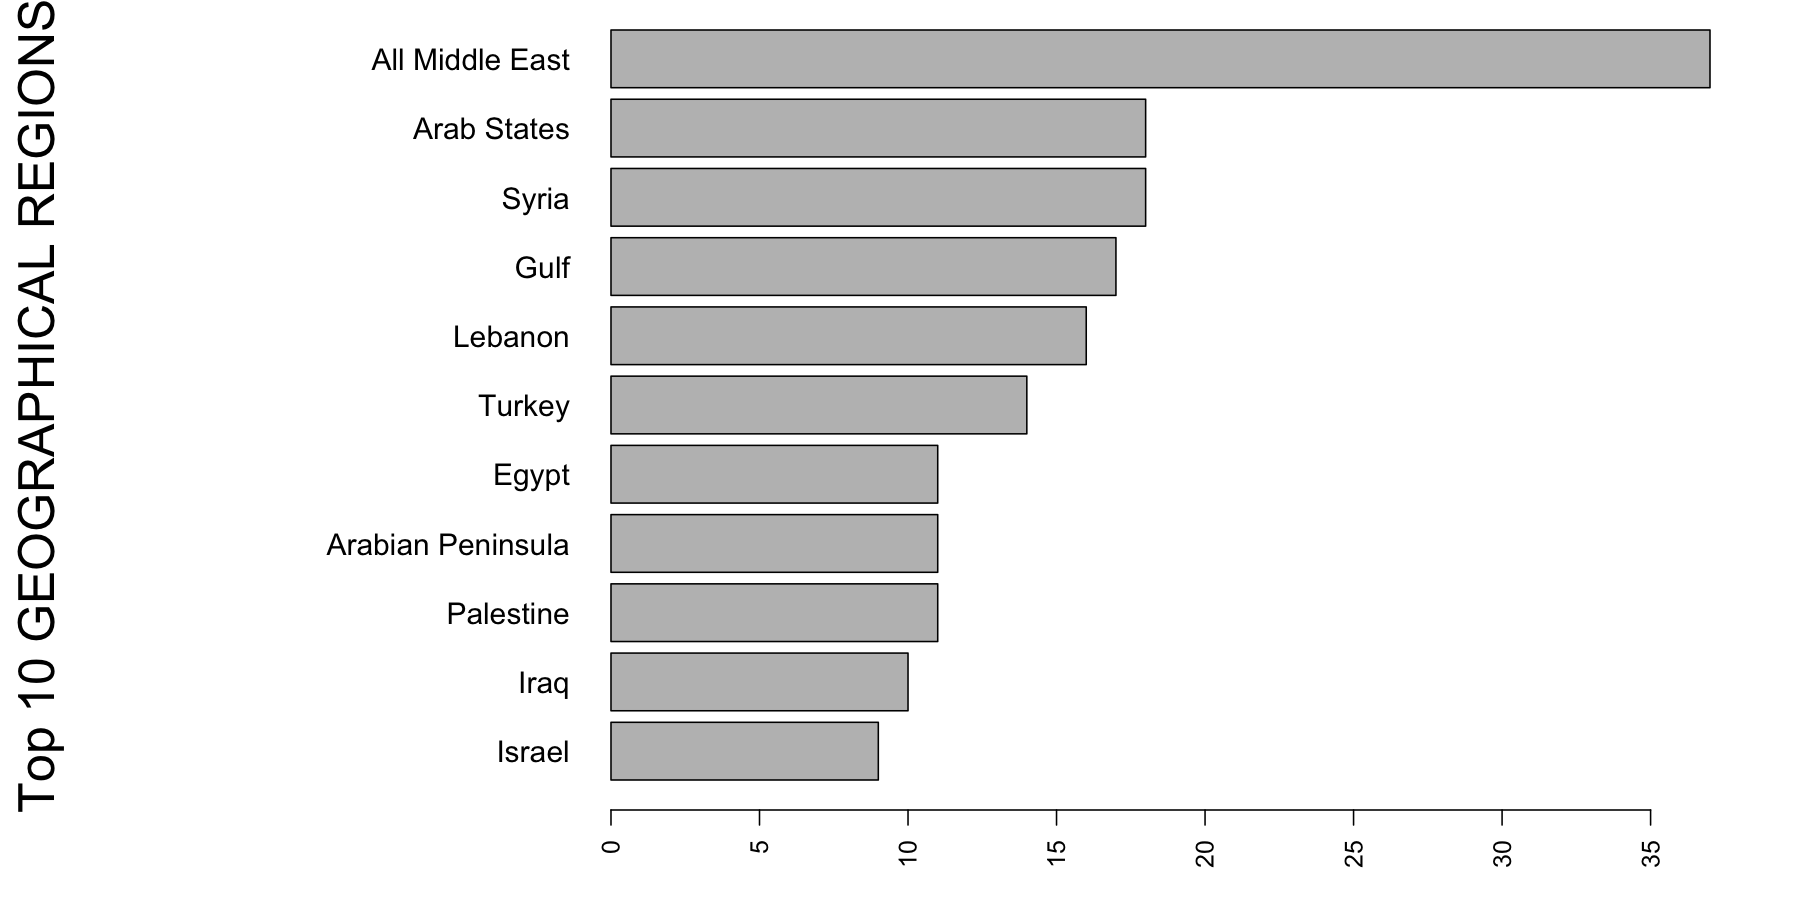 Top 10 GEOGRAPHICAL REGIONS
All Middle East
Arab States
Syria
Gulf
Lebanon
Turkey
Egypt
Arabian Peninsula
Palestine
Iraq
Israel
0 5 10 15 20 25 30 35